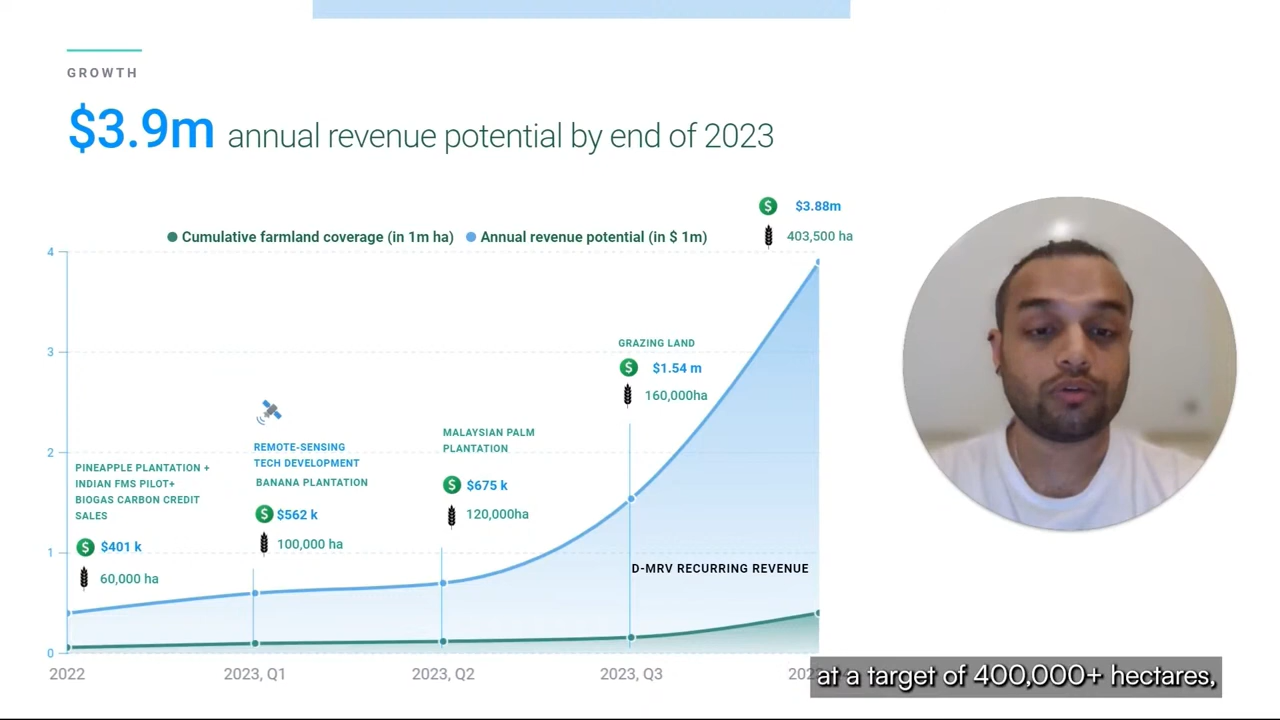 GROWTH
$3.9m annual revenue potential by end of 2023
$3.88m
403,500 ha
Cumulative farmland coverage (in 1m ha) Annual revenue potential (in $ 1m)
4
3
2
1
0
PINEAPPLE PLANTATION +
INDIAN FMS PILOT+
BIOGAS CARBON CREDIT
SALES
$401 k
60,000 ha
REMOTE-SENSING
TECH DEVELOPMENT
BANANA PLANTATION
$562 k
100,000 ha
MALAYSIAN PALM
PLANTATION
$675 k
120,000ha
GRAZING LAND
$1.54 m
160,000ha
D-MRV RECURRING REVENUE
2022 2023, Q1 2023, Q2 2023, Q3
at a target of 400,000+ hectares,